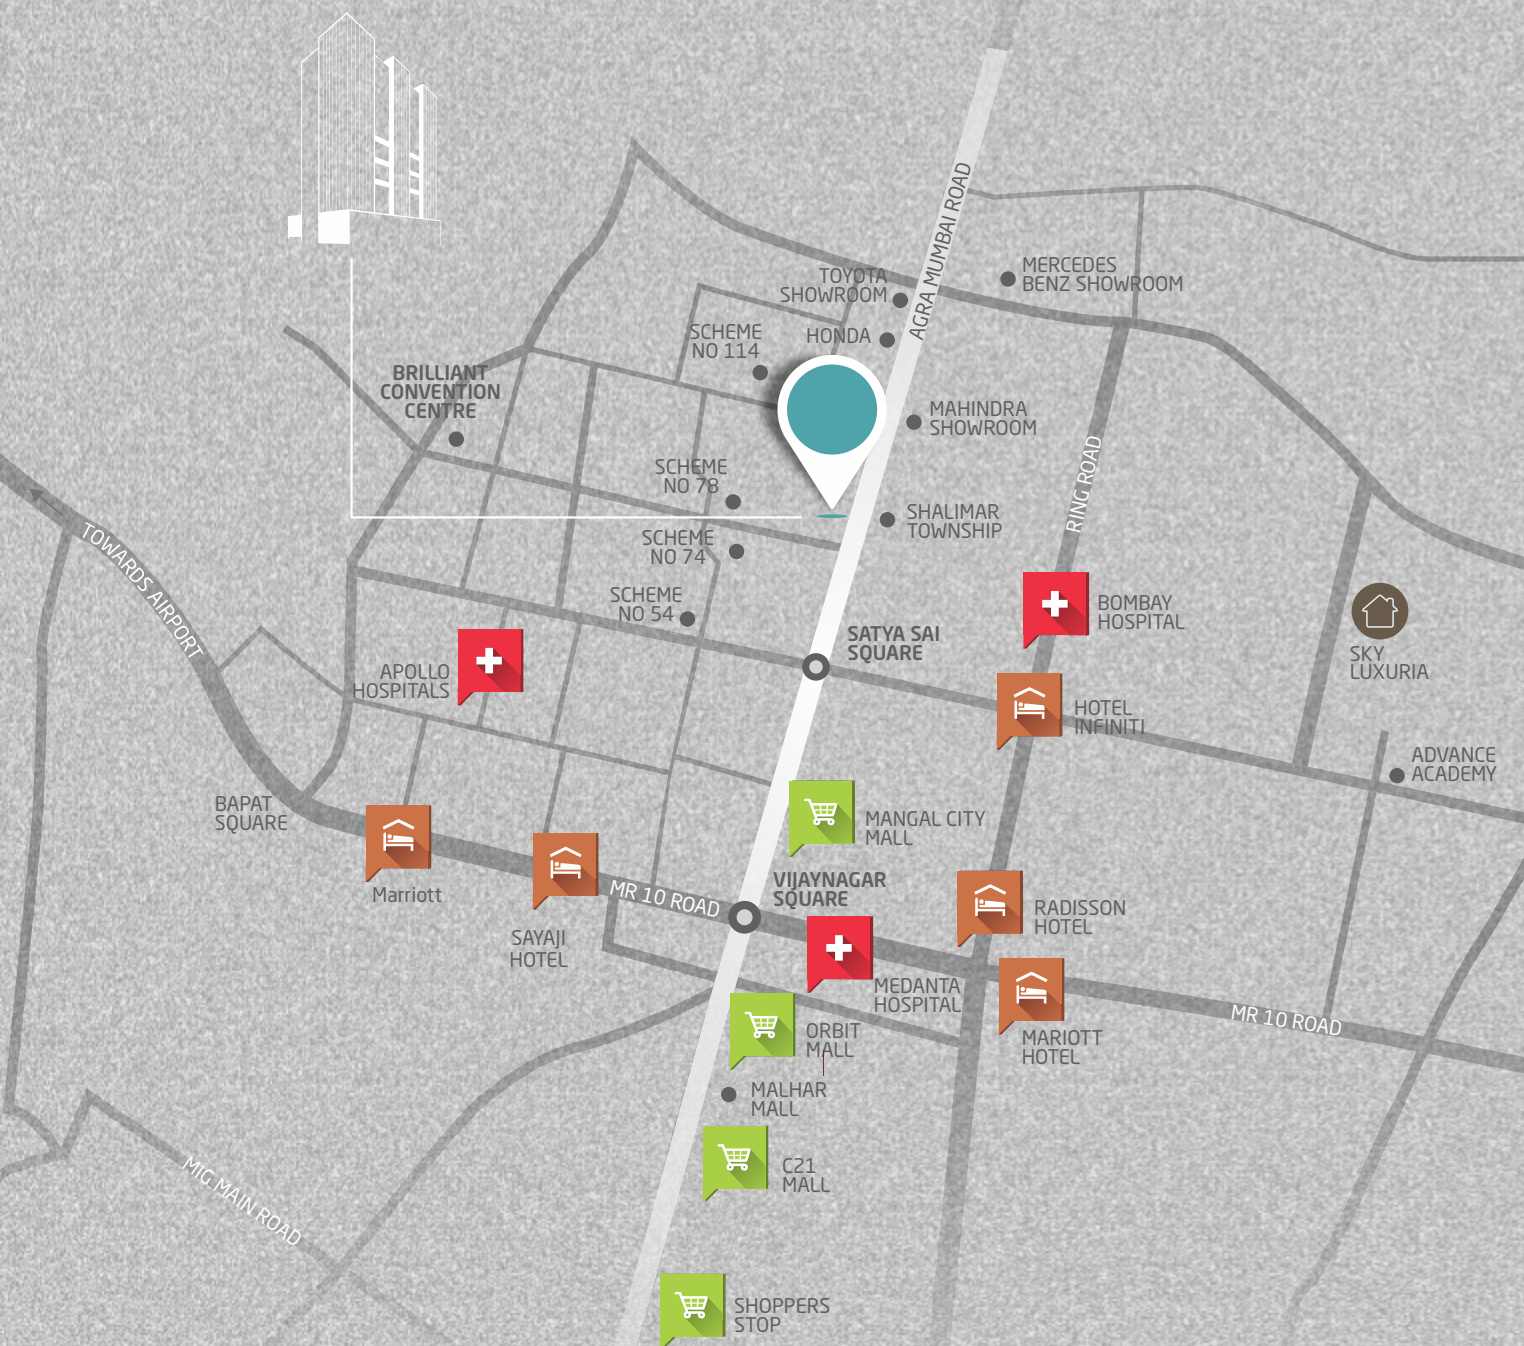 AGRA MUMBAI ROAD
MERCEDES
BENZ SHOWROOM
TOYOTA
SHOWROOM
HONDA
SCHEME
NO 114
BRILLIANT
CONVENTION
CENTRE
MAHINDRA
SHOWROOM
RING ROAD
SCHEME
NO 78
SHALIMAR
TOWNSHIP
SCHEME
NO 74
TOWARDS AIRPORT
SCHEME
NO 54
BOMBAY
HOSPITAL
SATYA SAI
SQUARE
SKY
LUXURIA
APOLLO
HOSPITALS
HOTEL
INFINITI
ADVANCE
ACADEMY
BAPAT
SQUARE
MANGAL CITY
MALL
Marriott
VIJAYNAGAR
SQUARE
MR 10 ROAD
RADISSON
HOTEL
SAYAJI
HOTEL
MEDANTA
HOSPITAL
MR 10 ROAD
ORBIT
MALL
MARIOTT
HOTEL
MALHAR
MALL
C21
MALL
MIG MAIN ROAD
SHOPPERS
STOP